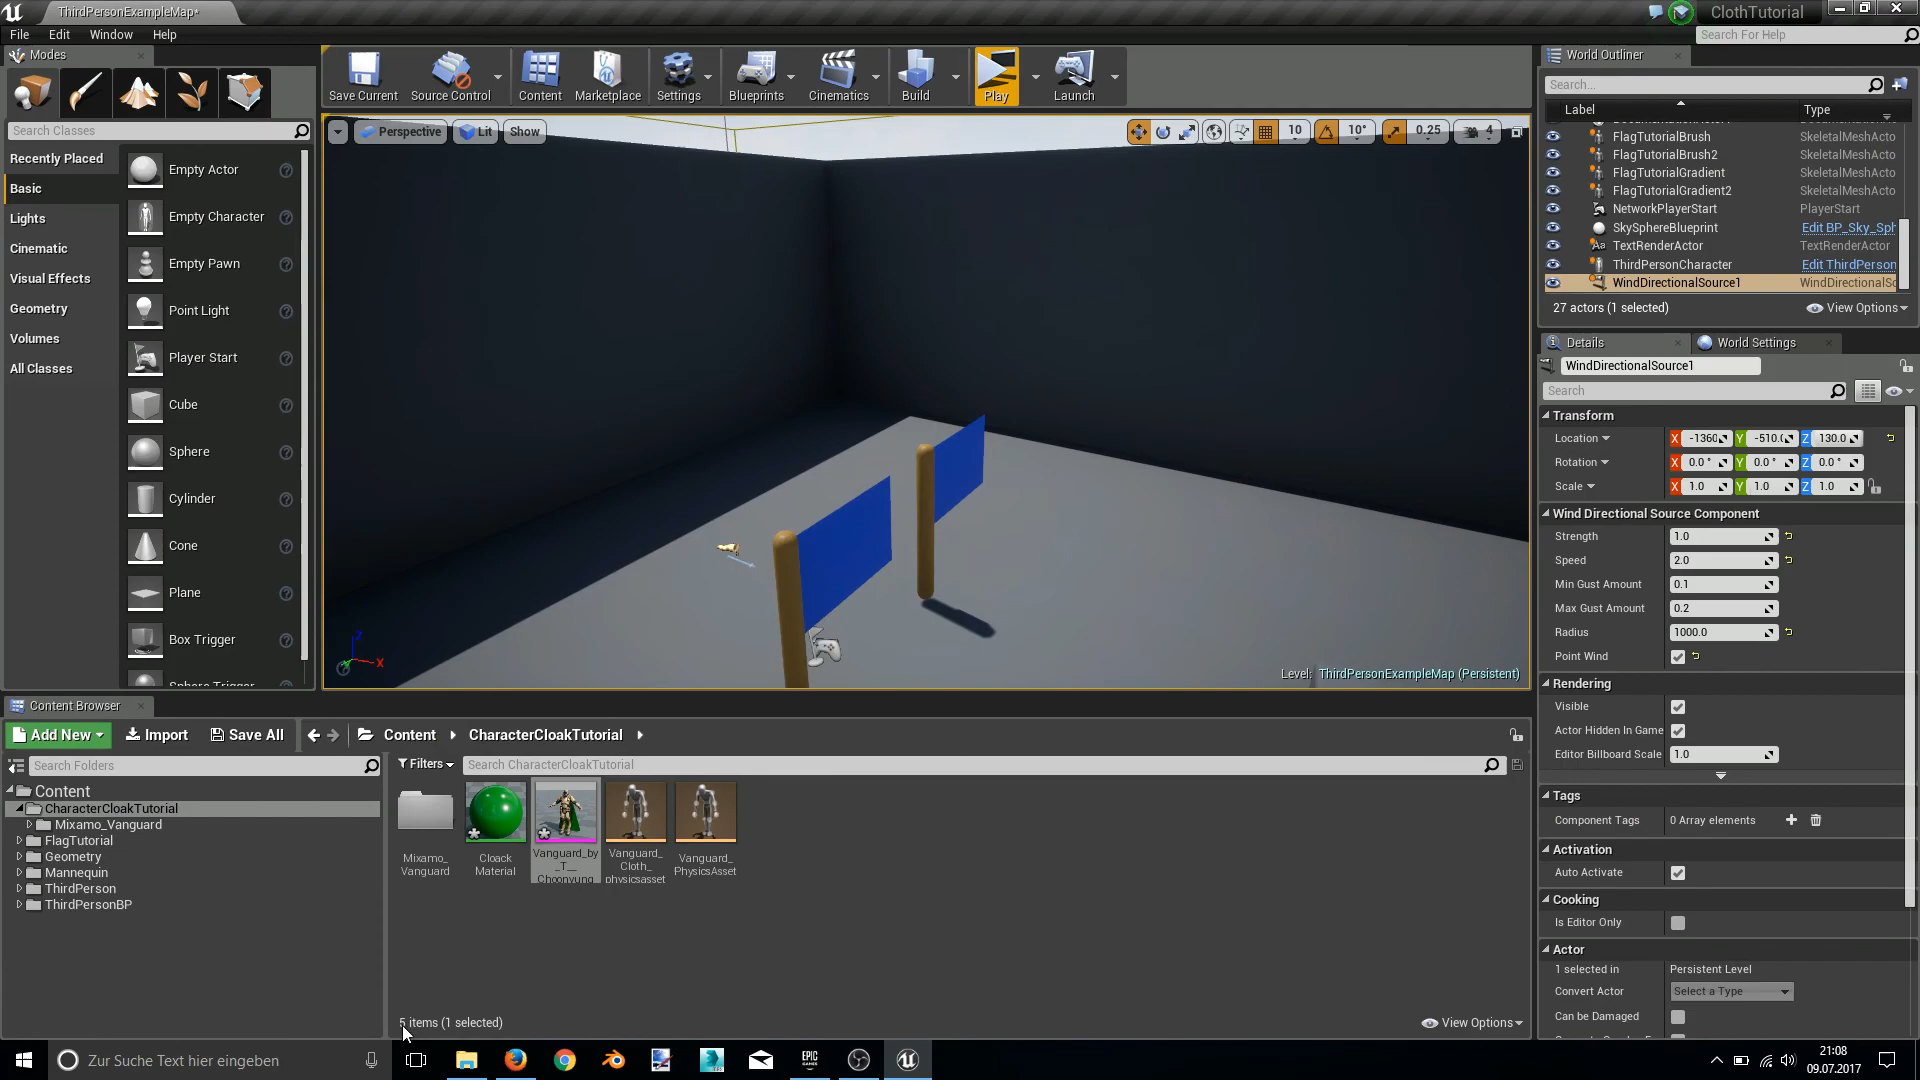 ThirdPersonExampleMap*
ClothTutorial
File Edit Window Help
Search For Help
Modes
Search Classes
Recently Placed
Basic
Lights
Cinematic
Visual Effects
Geometry
Volumes
All Classes
Empty Actor
Empty Character
Empty Pawn
Point Light
Player Start
Cube
Sphere
Cylinder
Cone
Plane
Box Trigger
Sphere Trigger
Save Current
Source Control
Content
Marketplace
Settings
Blueprints
Cinematics
Build
Play
Launch
Perspective Lit Show
10 10° 0.25 4
Z
X
Level: ThirdPersonExampleMap (Persistent)
World Outliner
Search...
Label Type
FlagTutorialBrush SkeletalMeshActo
FlagTutorialBrush2 SkeletalMeshActo
FlagTutorialGradient SkeletalMeshActo
FlagTutorialGradient2 SkeletalMeshActo
NetworkPlayerStart PlayerStart
SkySphereBlueprint Edit BP_Sky_Sph
Aa TextRenderActor TextRenderActor
ThirdPersonCharacter Edit ThirdPerson
WindDirectionalSource1 WindDirectionalSo
27 actors (1 selected) View Options
Details World Settings
WindDirectionalSource1
Search
Transform
Location X -1360 Y -510.0 Z 130.0
Rotation X 0.0 ° Y 0.0 ° Z 0.0 °
Scale X 1.0 Y 1.0 Z 1.0
Wind Directional Source Component
Strength 1.0
Speed 2.0
Min Gust Amount 0.1
Max Gust Amount 0.2
Radius 1000.0
Point Wind
Rendering
Visible
Actor Hidden In Game
Editor Billboard Scale 1.0
Tags
Component Tags 0 Array elements
Activation
Auto Activate
Cooking
Is Editor Only
Actor
1 selected in Persistent Level
Convert Actor Select a Type
Can be Damaged
Content Browser
Add New Import Save All Content CharacterCloakTutorial
Search Folders
Filters Search CharacterCloakTutorial
Content
CharacterCloakTutorial
Mixamo_Vanguard
FlagTutorial
Geometry
Mannequin
ThirdPerson
ThirdPersonBP
Mixamo_
Vanguard
Cloack
Material
Vanguard_by
_T__
Choonyung
Vanguard_
Cloth_
physicsasset
Vanguard_
PhysicsAsset
5 items (1 selected) View Options
Zur Suche Text hier eingeben
EPIC
GAMES
21:08
09.07.2017